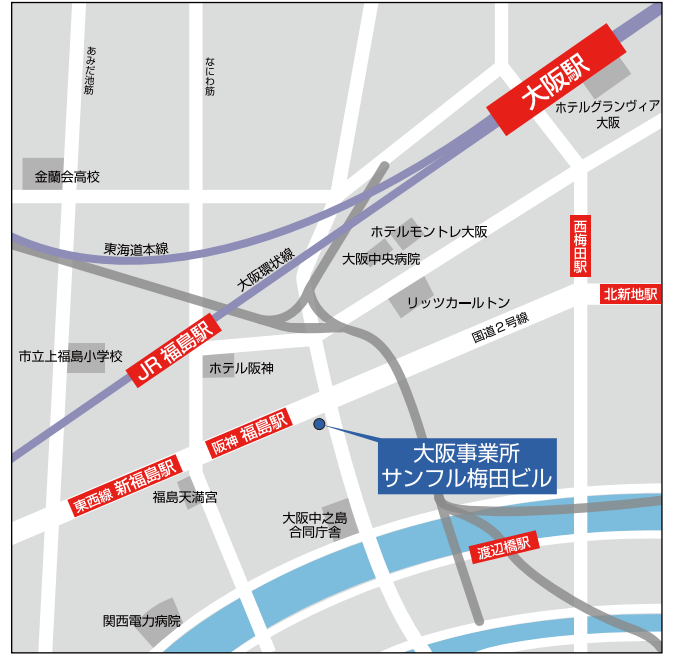 あみだ池筋
なにわ筋
大阪駅
ホテルグランヴィア
大阪
金蘭会高校
東海道本線
大阪環状線
ホテルモントレ大阪
大阪中央病院
西梅田駅
北新地駅
リッツカールトン
国道2号線
JR 福島駅
市立上福島小学校
ホテル阪神
阪神 福島駅
大阪事業所
サンフル梅田ビル
東西線 新福島駅
福島天満宮
大阪中之島
合同庁舎
渡辺橋駅
関西電力病院